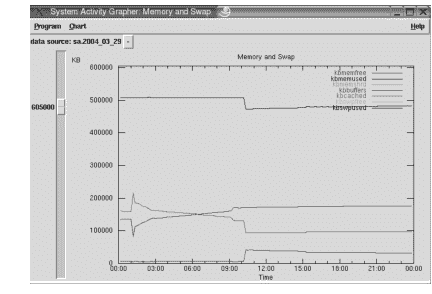 System Activity Grapher: Memory and Swap
Program Chart Help
data source: sa.2004_03_29
KB
Memory and Swap
600000
500000
400000
300000
200000
100000
0
605000
kbmemfree
kbmemused
kbbuffers
kbcached
kbswpused
00:00 03:00 06:00 09:00 12:00 15:00 18:00 21:00 00:00
Time